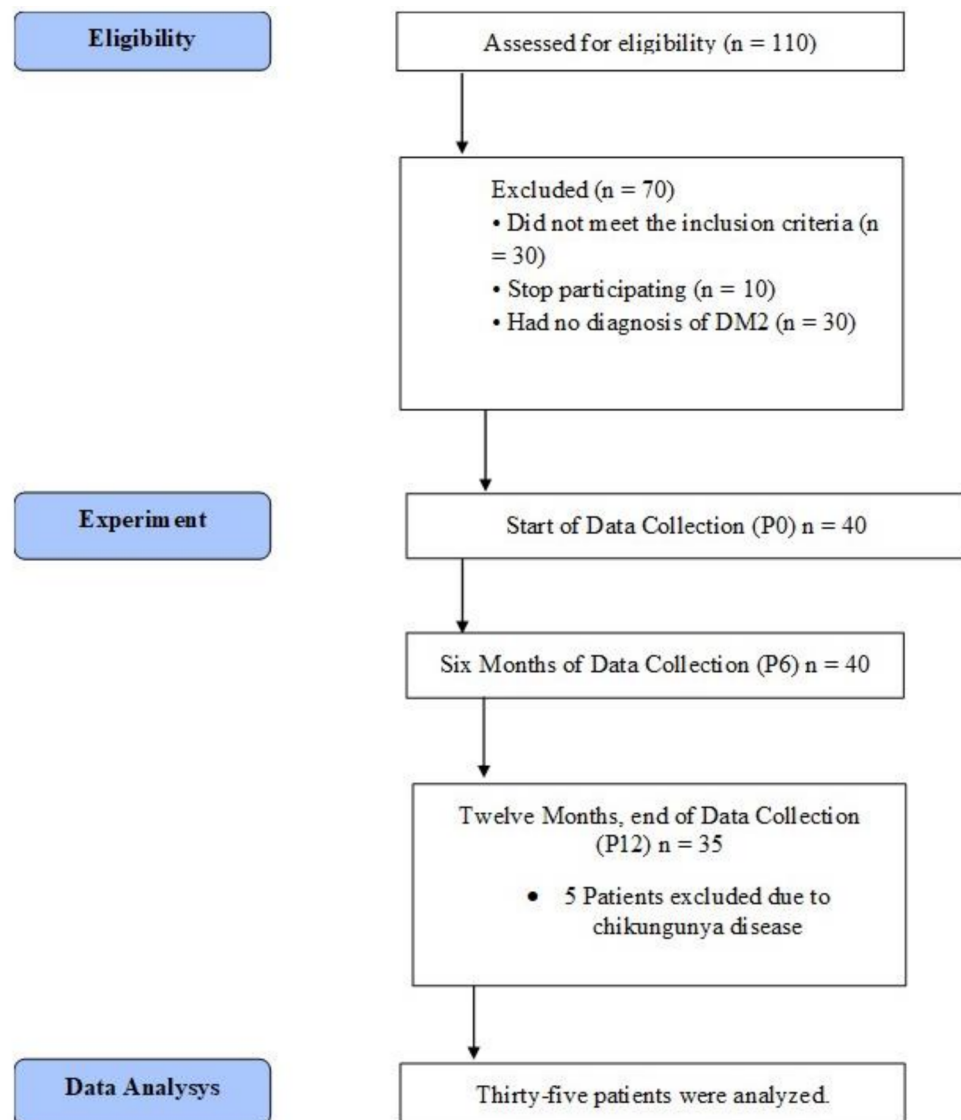 Eligibility
Assessed for eligibility (n = 110)
Excluded (n = 70)
• Did not meet the inclusion criteria (n
= 30)
• Stop participating (n = 10)
• Had no diagnosis of DM2 (n = 30)
Experiment
Start of Data Collection (P0) n = 40
Six Months of Data Collection (P6) n = 40
Twelve Months, end of Data Collection
(P12) n = 35
• 5 Patients excluded due to
chikungunya disease
Data Analysys
Thirty-five patients were analyzed.